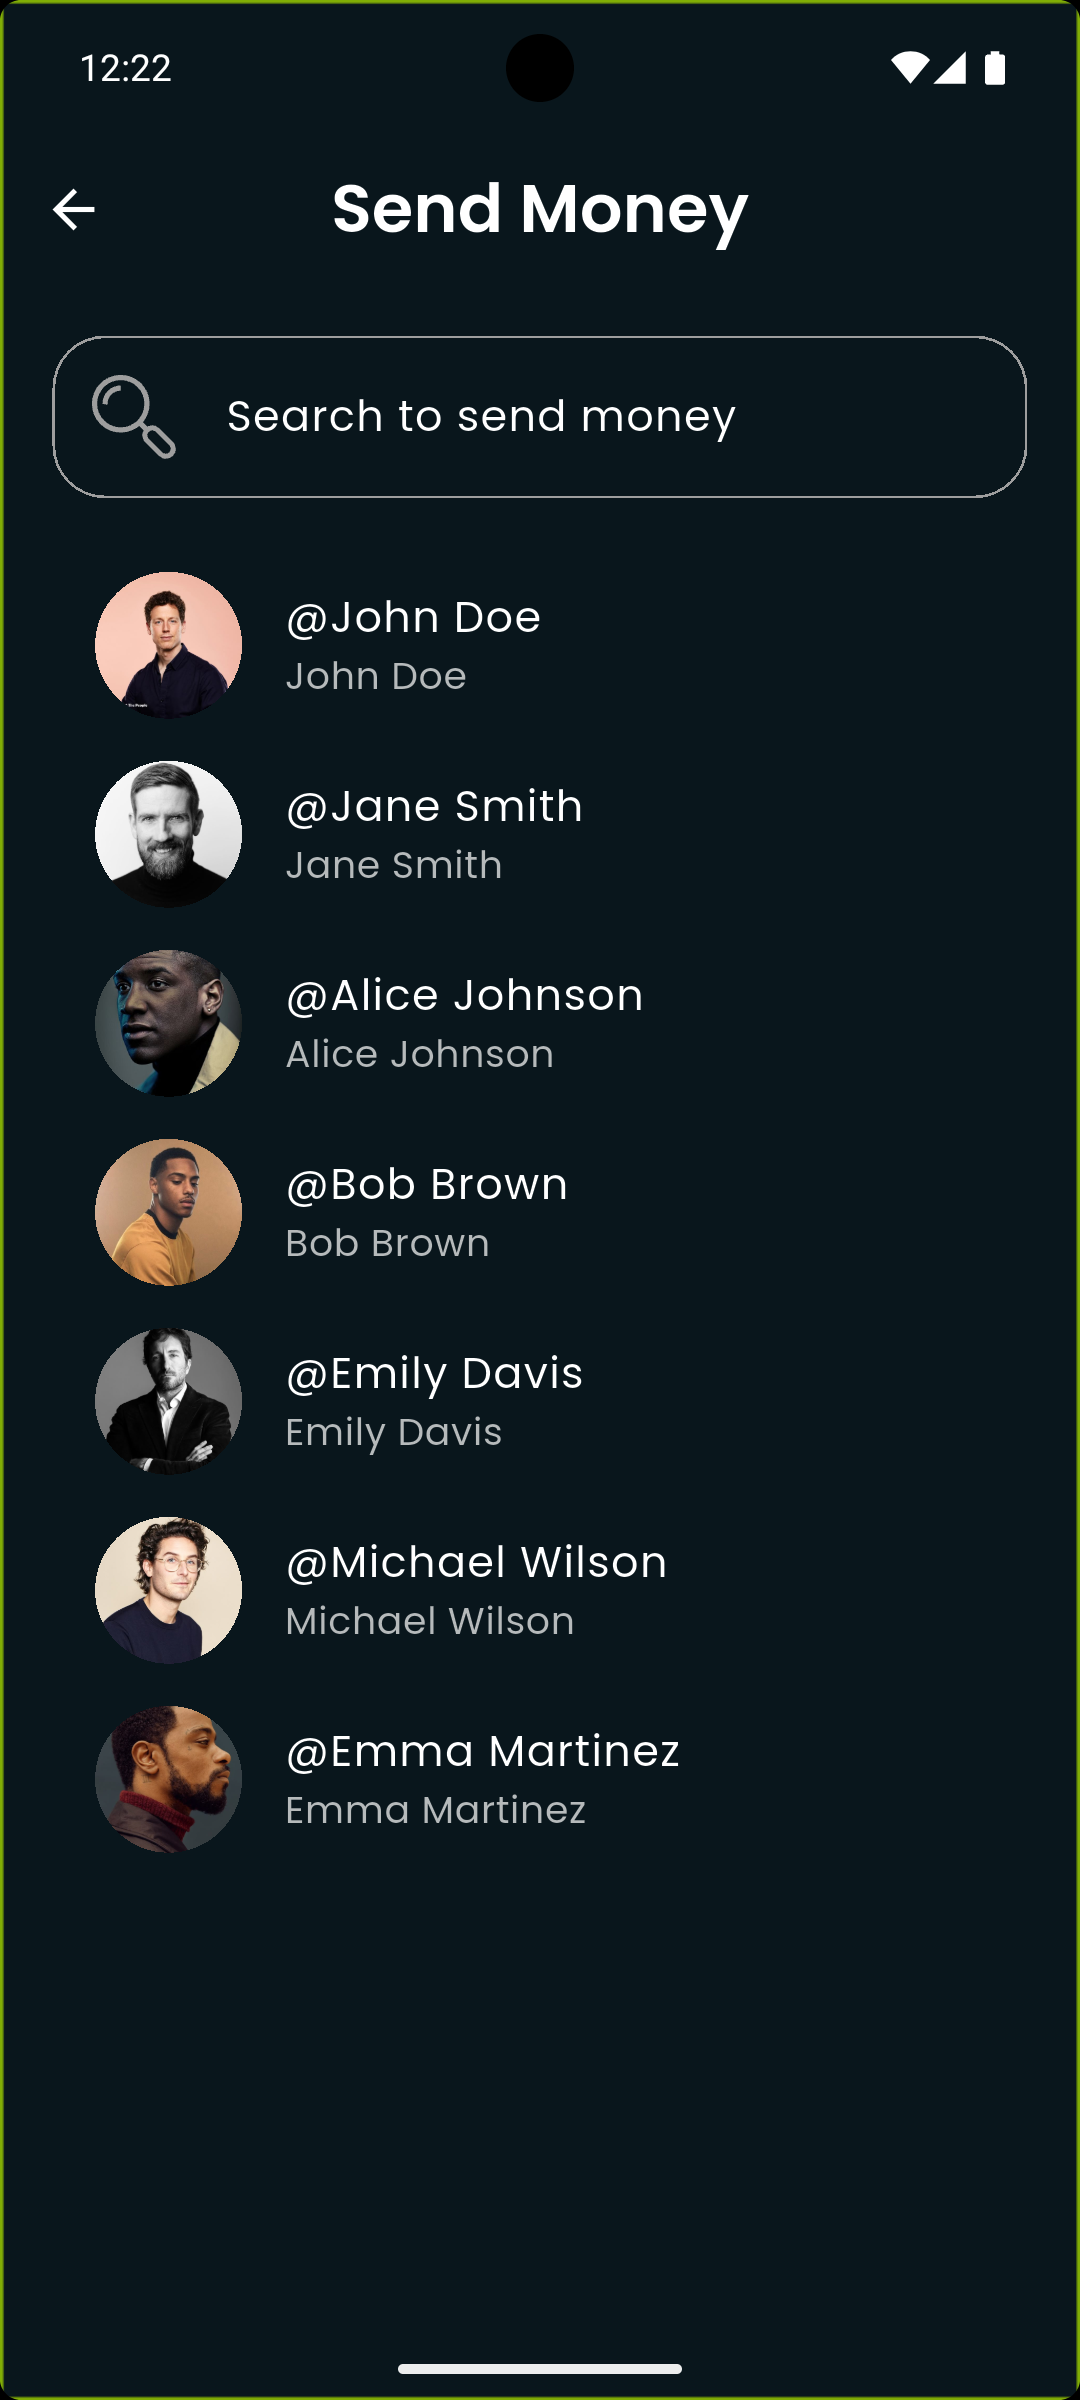 12:22
Send Money
Search to send money
@John Doe
John Doe
@Jane Smith
Jane Smith
@Alice Johnson
Alice Johnson
@Bob Brown
Bob Brown
@Emily Davis
Emily Davis
@Michael Wilson
Michael Wilson
@Emma Martinez
Emma Martinez